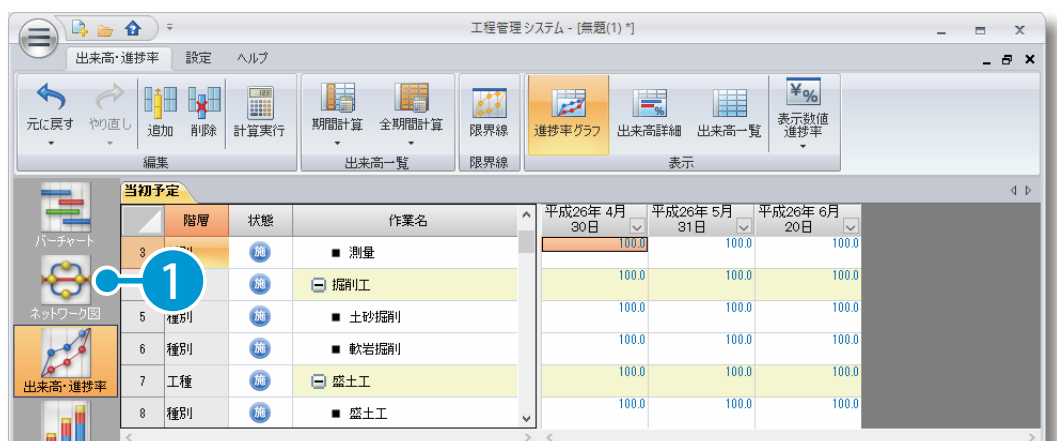 工程管理システム - [無題(1) *]
出来高・進捗率 設定 ヘルプ
元に戻す やり直し 追加 削除 計算実行 期間計算 全期間計算 限界線 進捗率グラフ 出来高詳細 出来高一覧 表示数値 進捗率
編集 出来高一覧 限界線 表示
当初予定
階層 状態 作業名 平成26年 4月 30日 平成26年 5月 31日 平成26年 6月 20日
バーチャート
3 施 ■ 測量 100.0 100.0 100.0
1
施 掘削工 100.0 100.0 100.0
ネットワーク図
5 種別 施 ■ 土砂掘削 100.0 100.0 100.0
6 種別 施 ■ 軟岩掘削 100.0 100.0 100.0
出来高・進捗率
7 工種 施 盛土工 100.0 100.0 100.0
8 種別 施 ■ 盛土工 100.0 100.0 100.0